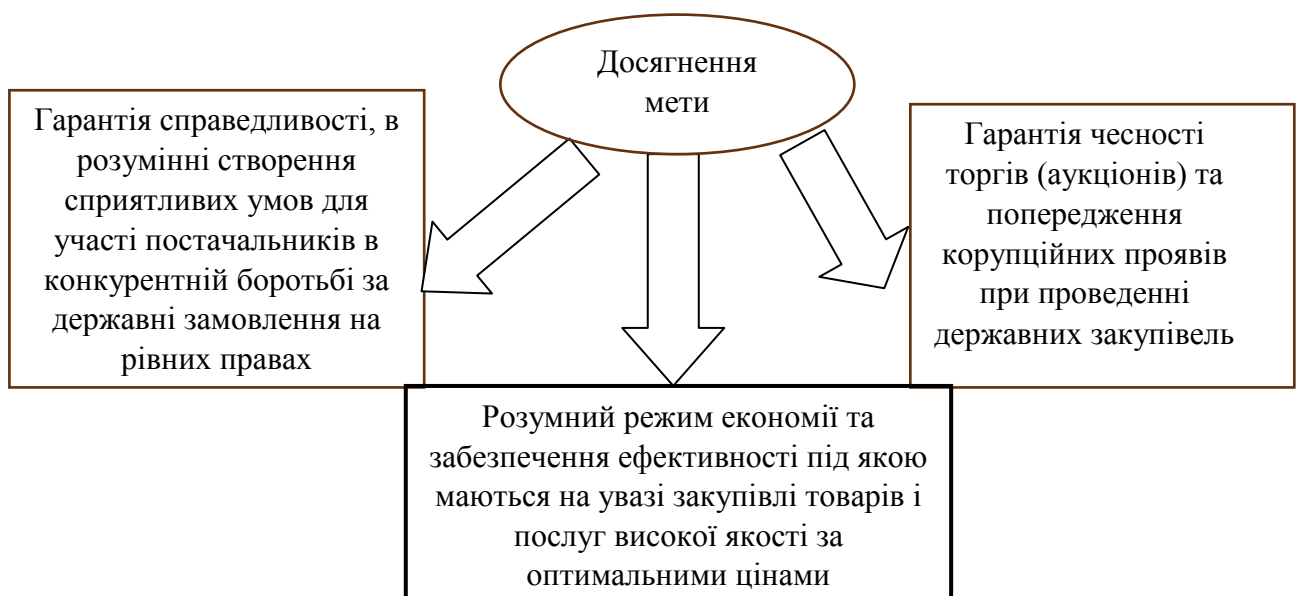 Досягнення
мети
Гарантія справедливості, в
розумінні створення
сприятливих умов для
участі постачальників в
конкурентній боротьбі за
державні замовлення на
рівних правах
Гарантія чесності
торгів (аукціонів) та
попередження
корупційних проявів
при проведенні
державних закупівель
Розумний режим економії та
забезпечення ефективності під якою
маються на увазі закупівлі товарів і
послуг високої якості за
оптимальними цінами